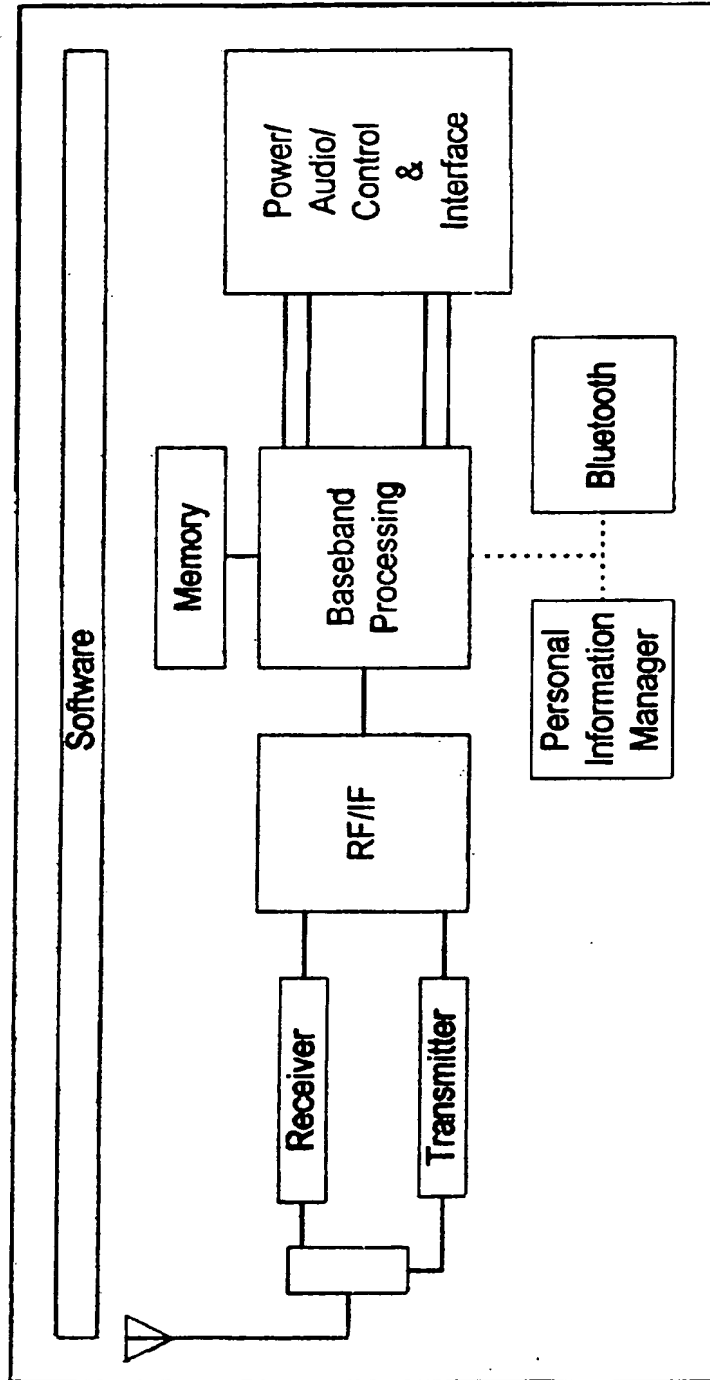 Software
Receiver
Transmitter
RF/IF
Memory
Baseband
Processing
Power/
Audio/
Control
&
Interface
Personal
Information
Manager
Bluetooth